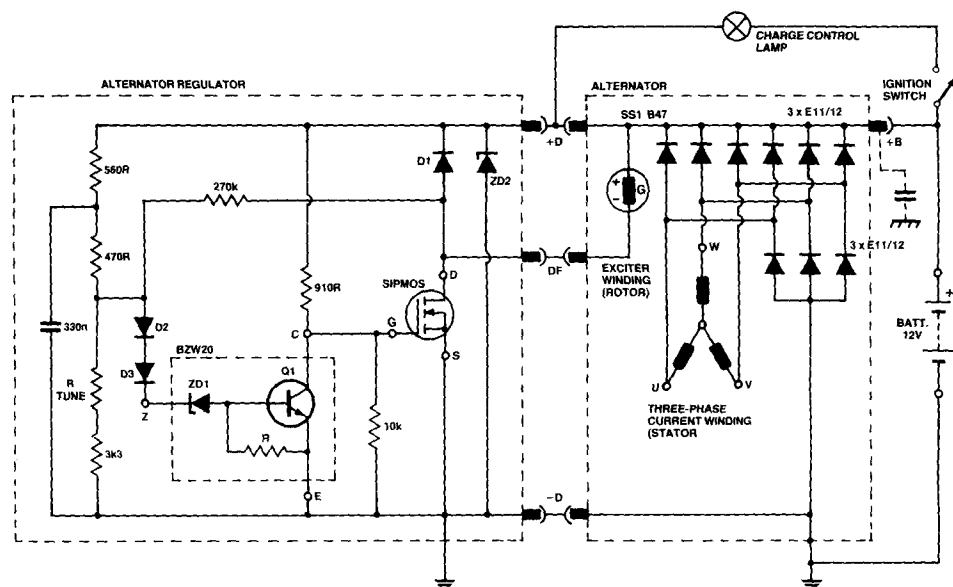 CHARGE CONTROL
LAMP
ALTERNATOR REGULATOR
ALTERNATOR
IGNITION
SWITCH
SS1 B47
3 x E11/12
+D
+B
D1
ZD2
560R
270k
+
G
-
470R
DF
EXCITER
WINDING
(ROTOR)
W
3 x E11/12
D
SIPMOS
910R
330n
D2
C
G
S
BATT.
12V
+
BZW20
D3
ZD1
Q1
R
TUNE
Z
U
V
THREE-PHASE
CURRENT WINDING
(STATOR
R
10k
3k3
E
-D